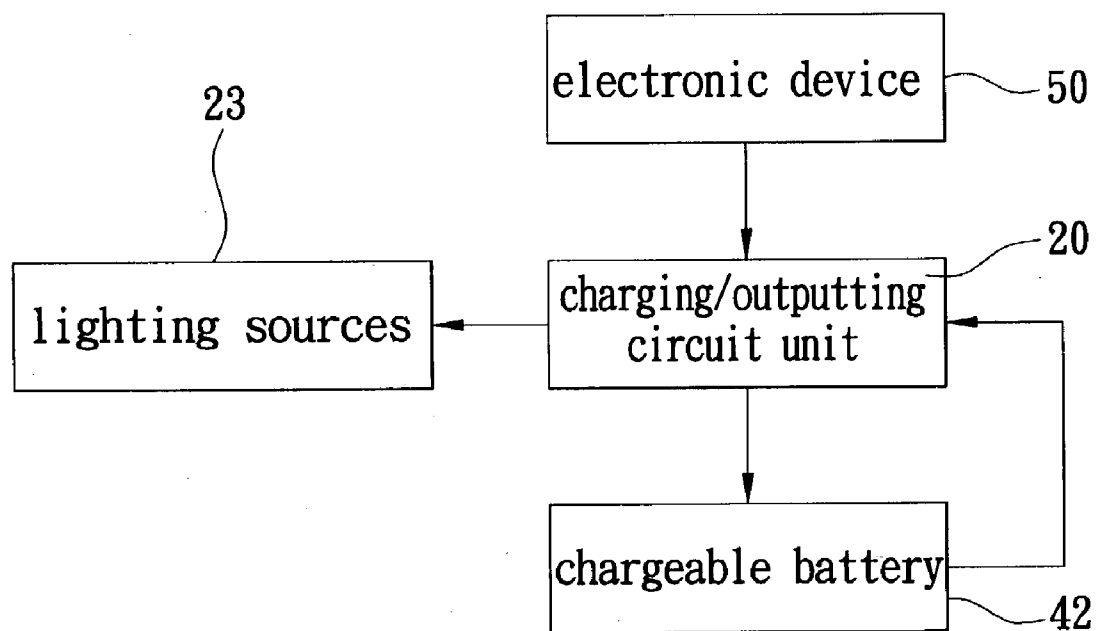 electronic device
50
23
20
charging/outputting
circuit unit
lighting sources
chargeable battery
42